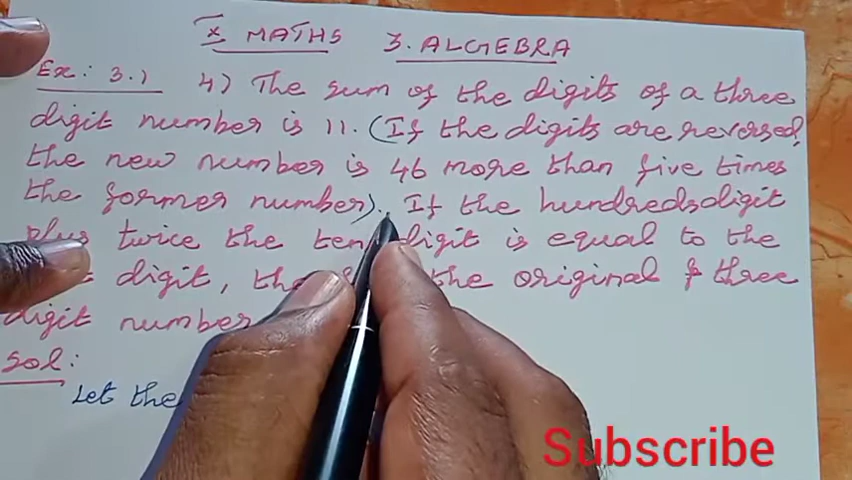 X MATHS 3. ALGEBRA
Ex: 3.1 4) The sum of the digits of a three
digit number is 11. (If the digits are reversed,
the new number is 46 more than five times
the former number). If the hundreds digit
plus twice the tens digit is equal to the
digit, the the original three
digit number
Sol:
Let the
Subscribe